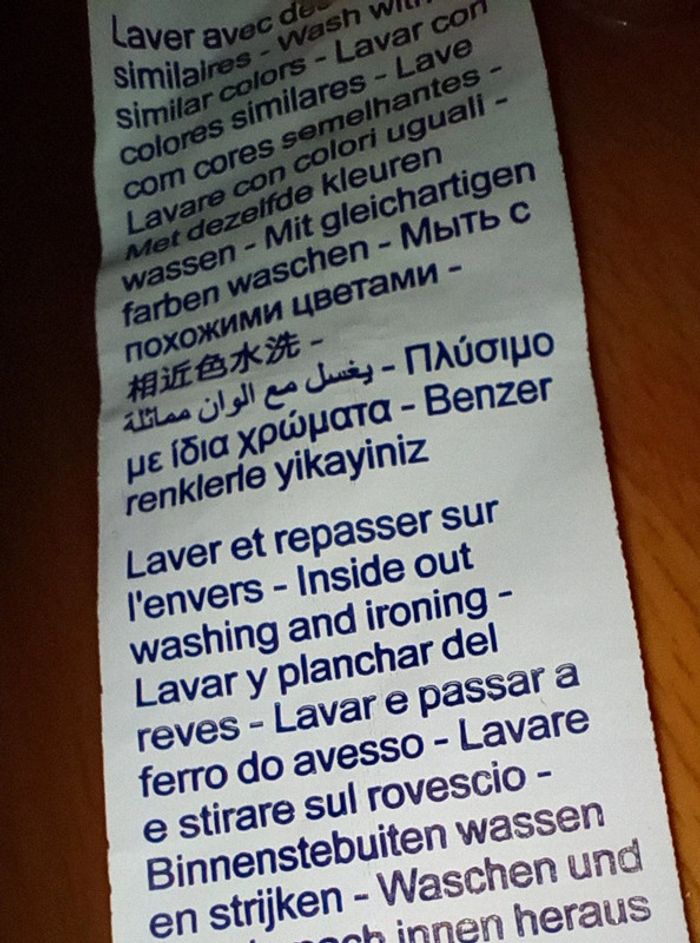 Laver avec des
similaires - Wash with
similar colors - Lavar con
colores similares - Lave
com cores semelhantes -
Lavare con colori uguali -
Met dezelfde kleuren
wassen - Mit gleichartigen
farben waschen - Мыть с
похожими цветами -
相近色水洗 -
يغسل مع الوان مماثلة - Πλύσιμο
με ίδια χρώματα - Benzer
renklerle yikayiniz
Laver et repasser sur
l'envers - Inside out
washing and ironing -
Lavar y planchar del
reves - Lavar e passar a
ferro do avesso - Lavare
e stirare sul rovescio -
Binnenstebuiten wassen
en strijken - Waschen und
nach innen heraus